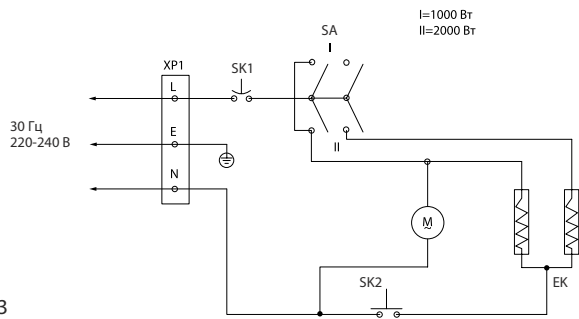 I=1000 Вт
II=2000 Вт
SA
I
XP1
SK1
L
30 Гц
220-240 В
E
II
N
M
~
SK2
EK
3